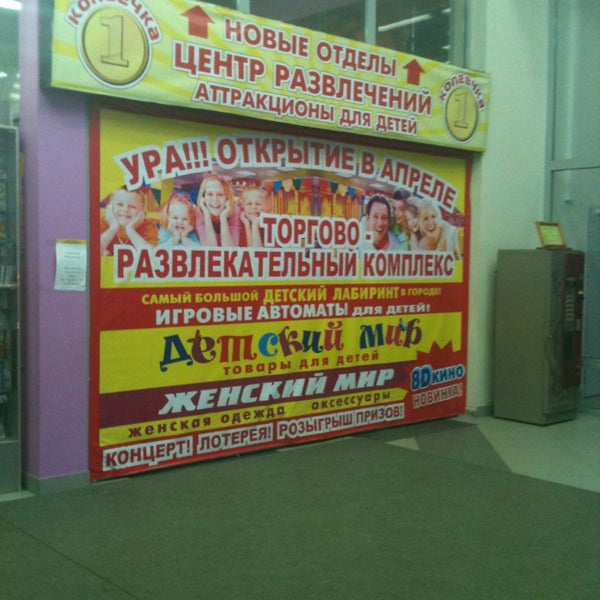 копеечка
1
НОВЫЕ ОТДЕЛЫ
ЦЕНТР РАЗВЛЕЧЕНИЙ
АТТРАКЦИОНЫ ДЛЯ ДЕТЕЙ
копеечка
1
УРА!!! ОТКРЫТИЕ В АПРЕЛЕ
ТОРГОВО -
РАЗВЛЕКАТЕЛЬНЫЙ КОМПЛЕКС
САМЫЙ БОЛЬШОЙ ДЕТСКИЙ ЛАБИРИНТ В ГОРОДЕ!
ИГРОВЫЕ АВТОМАТЫ ДЛЯ ДЕТЕЙ!
Детский мир
товары для детей
ЖЕНСКИЙ МИР
женская одежда аксессуары
8D КИНО
НОВИНКА!
КОНЦЕРТ! ЛОТЕРЕЯ! РОЗЫГРЫШ ПРИЗОВ!